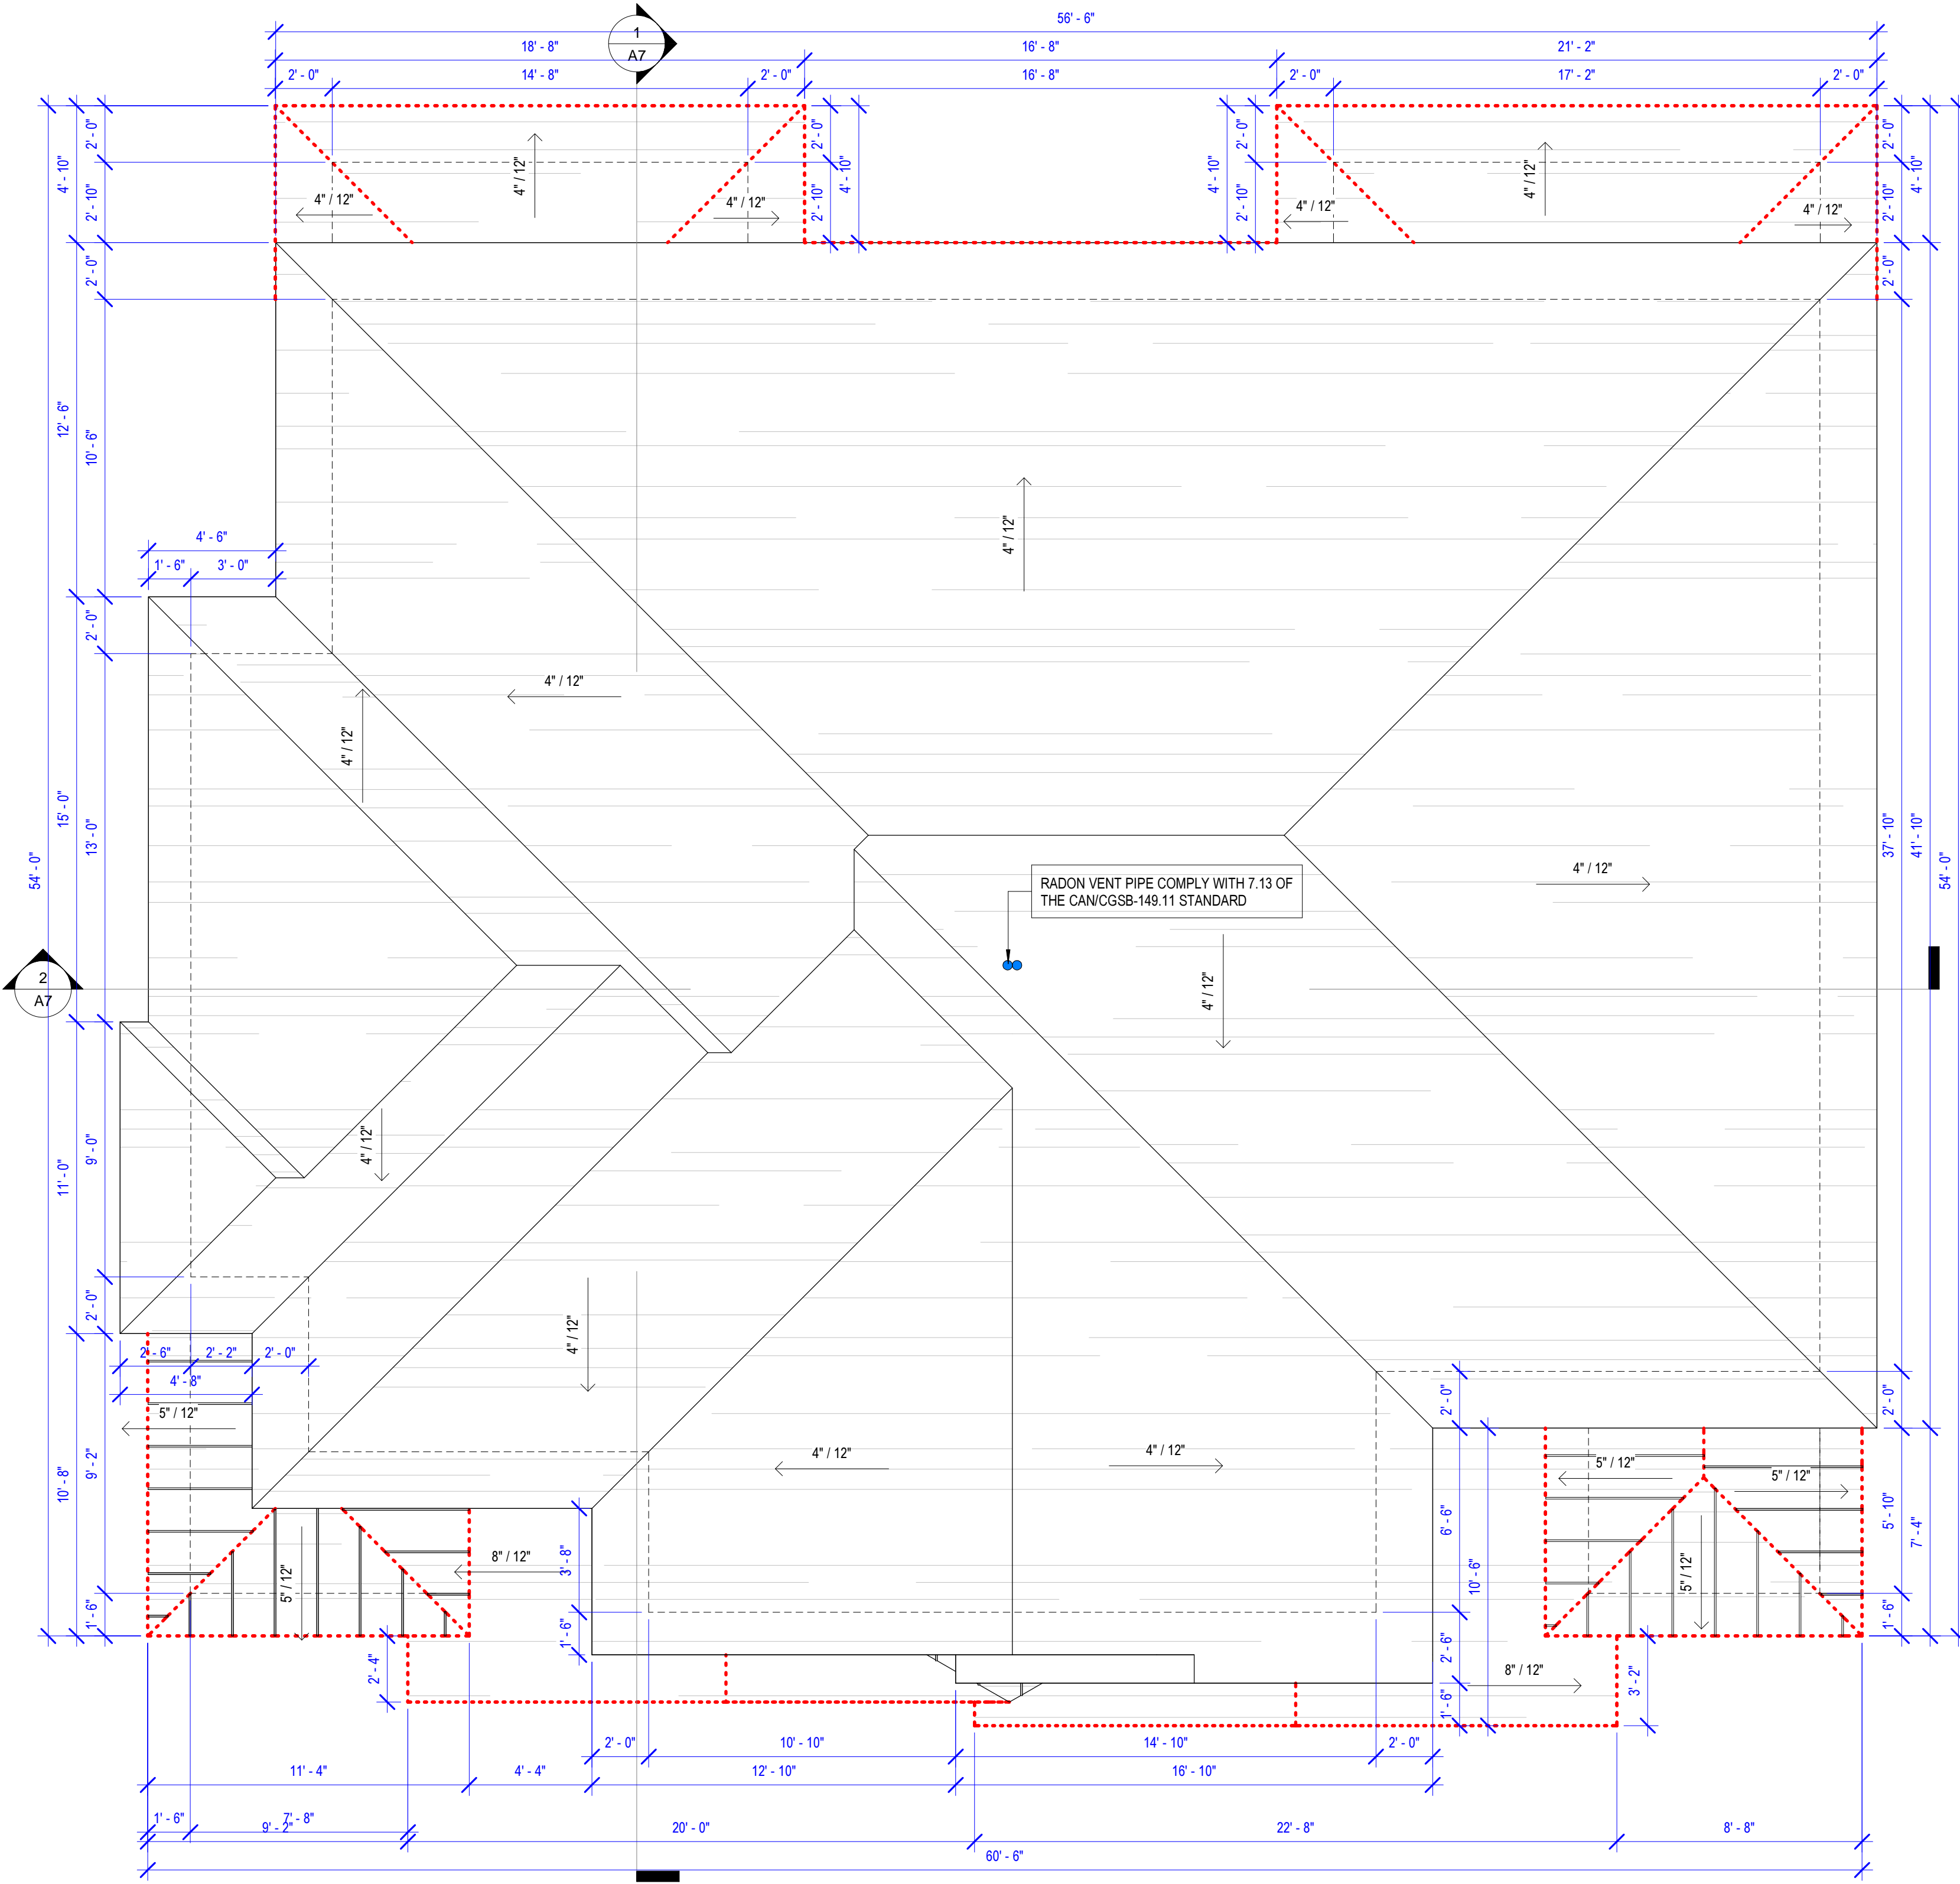 56' - 6"
1
A7
18' - 8"
16' - 8"
21' - 2"
2' - 0"
14' - 8"
2' - 0"
16' - 8"
2' - 0"
17' - 2"
2' - 0"
2' - 0"
4' - 10"
2' - 10"
4" / 12"
4" / 12"
4" / 12"
2' - 0"
2' - 10"
4' - 10"
4' - 10"
2' - 0"
2' - 10"
4" / 12"
4" / 12"
4" / 12"
2' - 0"
2' - 10"
4' - 10"
2' - 0"
2' - 0"
12' - 6"
10' - 6"
4" / 12"
4' - 6"
1' - 6"
3' - 0"
2' - 0"
4" / 12"
4" / 12"
15' - 0"
13' - 0"
54' - 0"
37' - 10"
41' - 10"
54' - 0"
RADON VENT PIPE COMPLY WITH 7.13 OF
THE CAN/CGSB-149.11 STANDARD
4" / 12"
4" / 12"
2
A7
4" / 12"
11' - 0"
9' - 0"
2' - 0"
2' - 6"
2' - 2"
2' - 0"
4' - 8"
5" / 12"
4" / 12"
4" / 12"
4" / 12"
2' - 0"
2' - 0"
10' - 8"
9' - 2"
1' - 6"
5" / 12"
8" / 12"
3' - 8"
1' - 6"
2' - 4"
6' - 6"
10' - 6"
2' - 6"
1' - 6"
5" / 12"
5" / 12"
5" / 12"
5' - 10"
7' - 4"
1' - 6"
8" / 12"
3' - 2"
2' - 0"
10' - 10"
14' - 10"
2' - 0"
11' - 4"
4' - 4"
12' - 10"
16' - 10"
1' - 6"
7' - 8"
9' - 2"
20' - 0"
22' - 8"
8' - 8"
60' - 6"